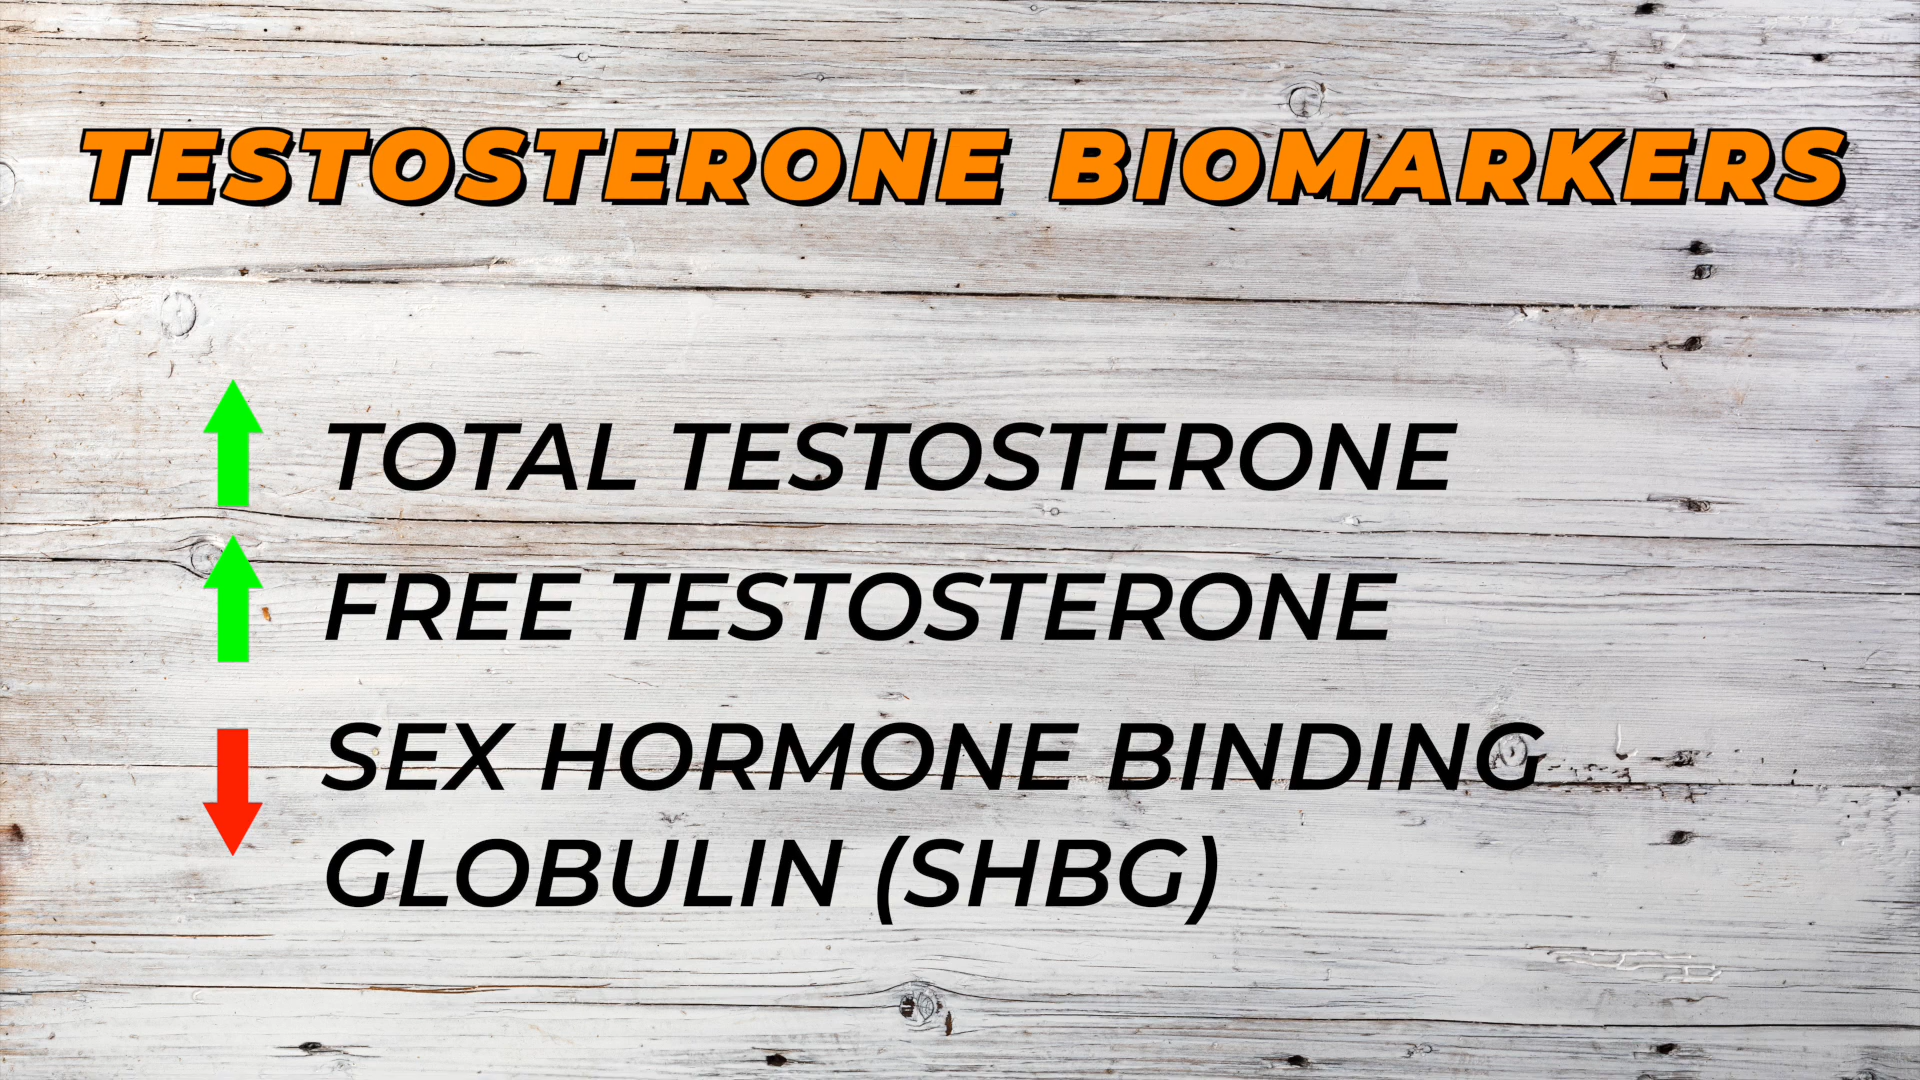 TESTOSTERONE BIOMARKERS
TOTAL TESTOSTERONE
FREE TESTOSTERONE
SEX HORMONE BINDING
GLOBULIN (SHBG)